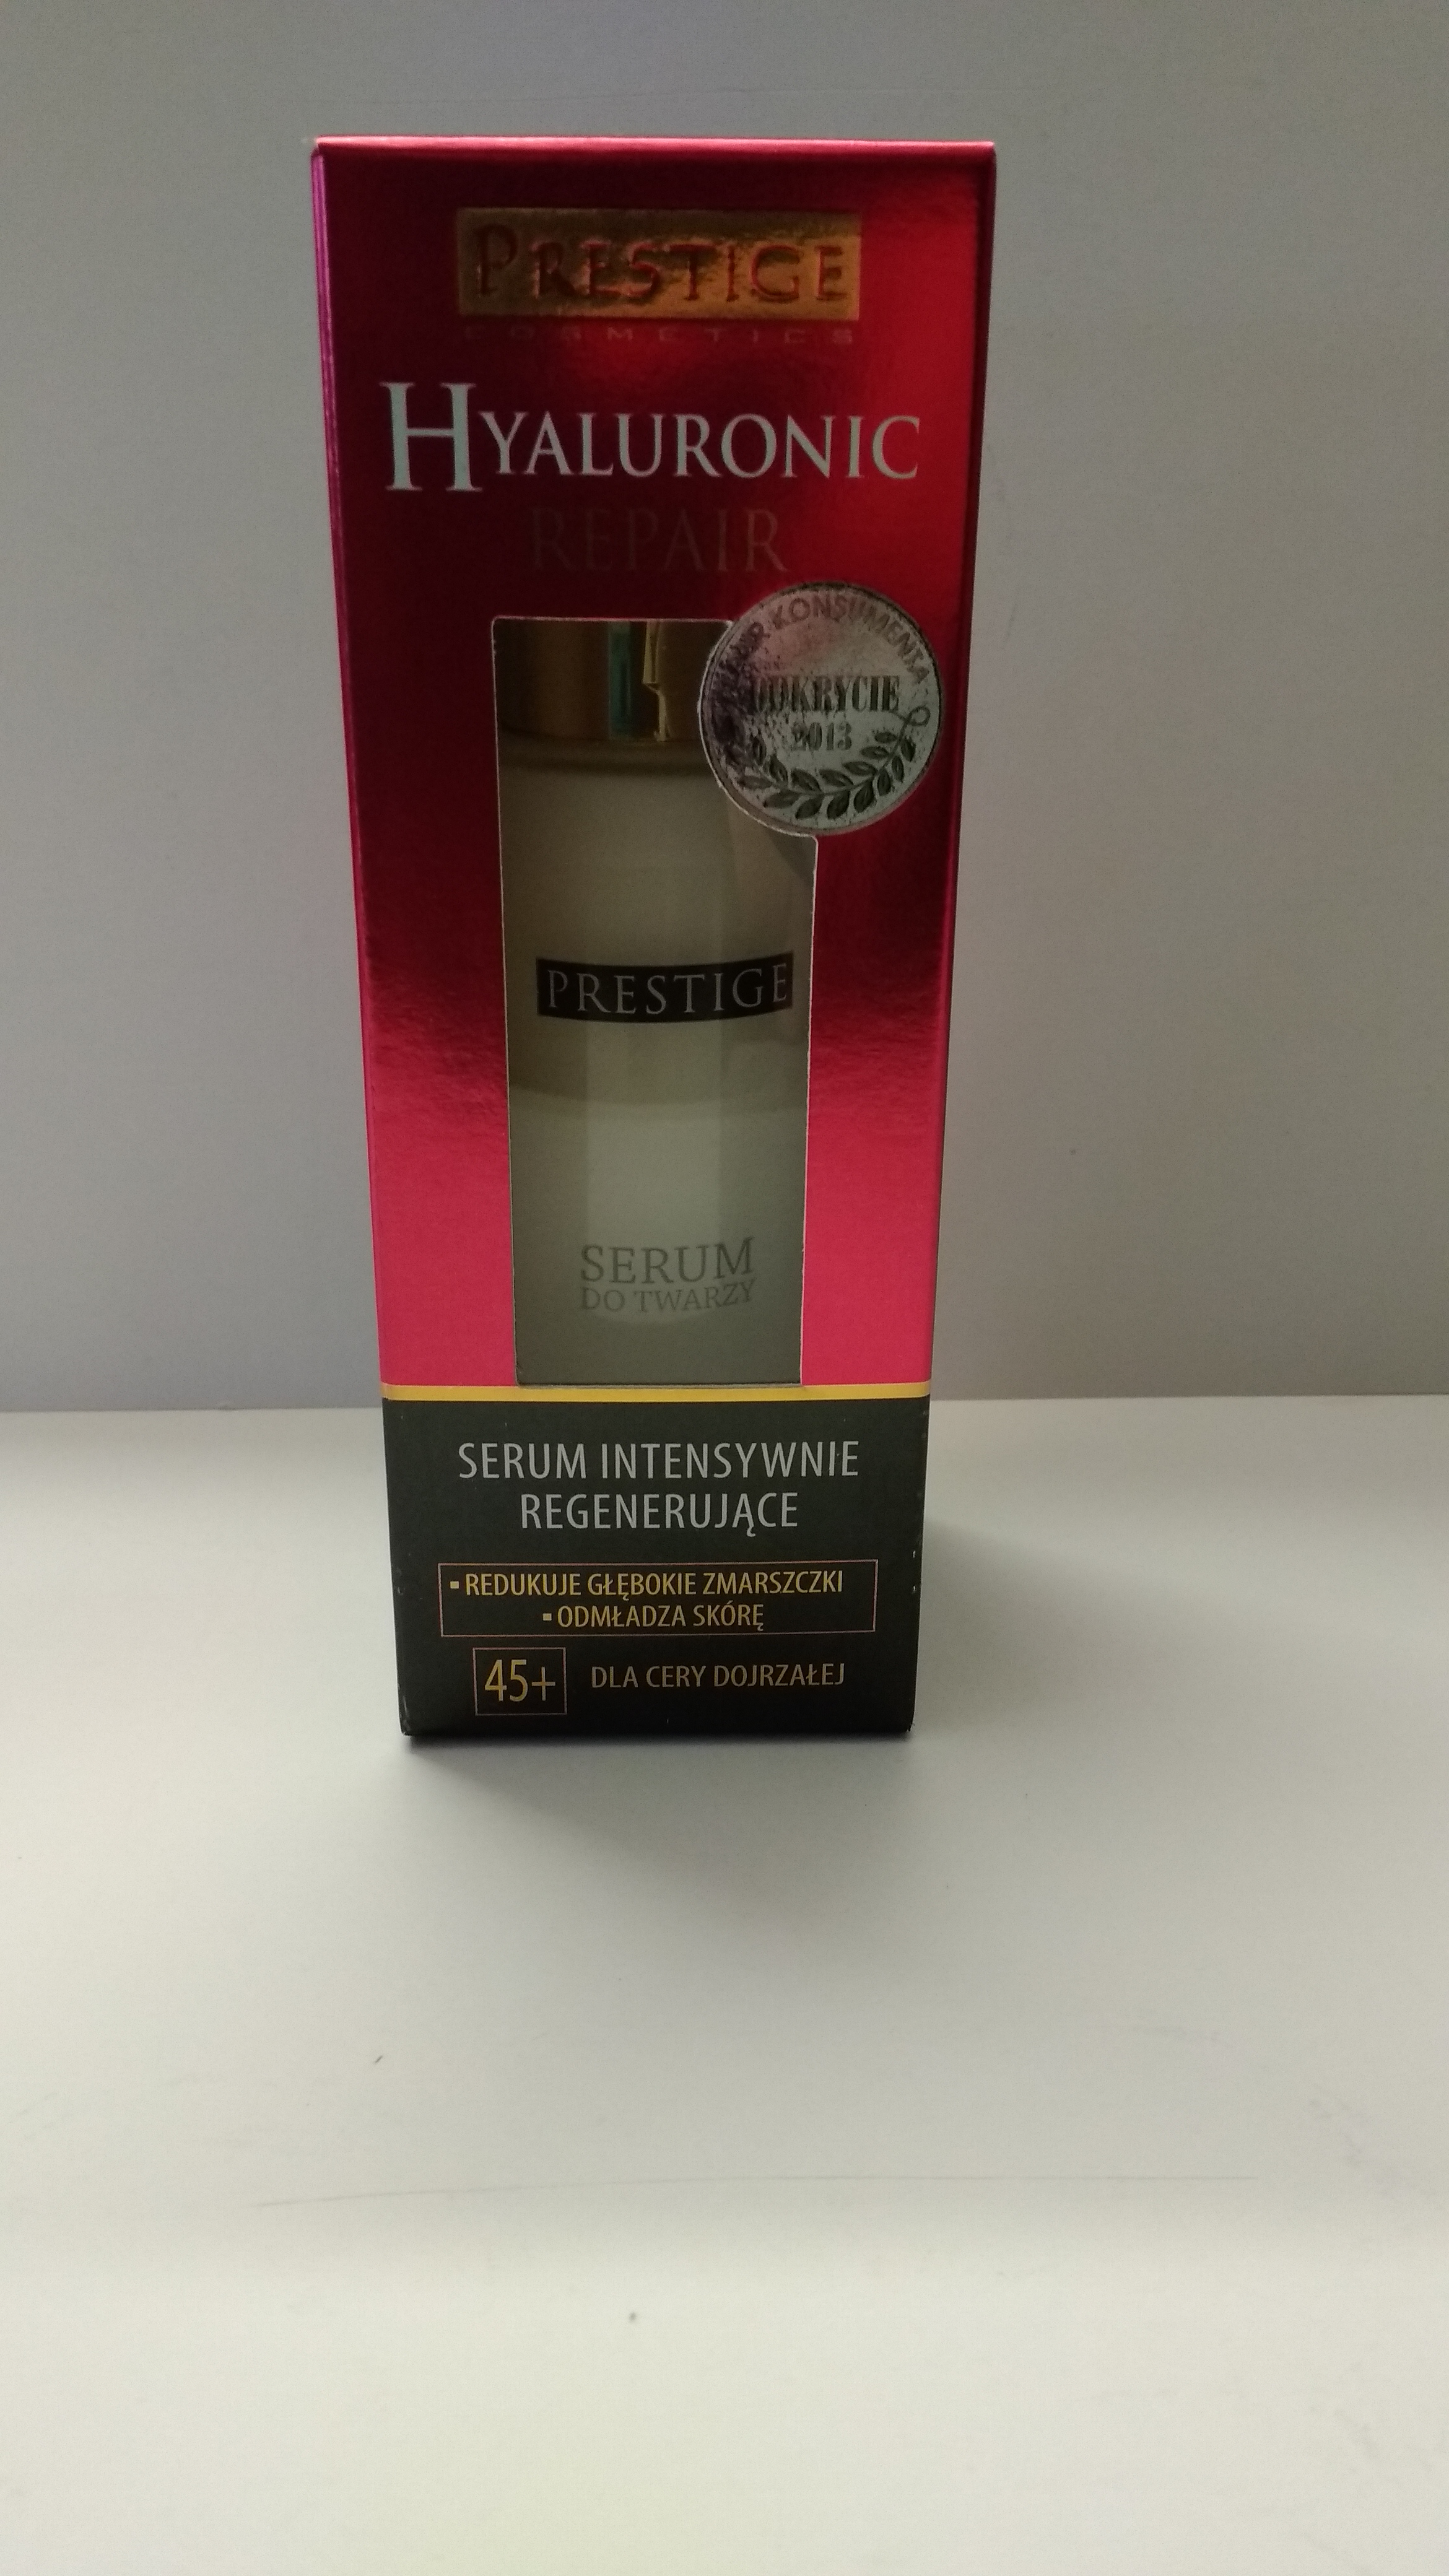 PRESTIGE
COSMETICS
HYALURONIC
REPAIR
KONSUMENTA
ODKRYCIE
2013
PRESTIGE
SERUM
DO TWARZY
SERUM INTENSYWNIE
REGENERUJĄCE
▪ REDUKUJE GŁĘBOKIE ZMARSZCZKI
▪ ODMŁADZA SKÓRĘ
45+ DLA CERY DOJRZAŁEJ